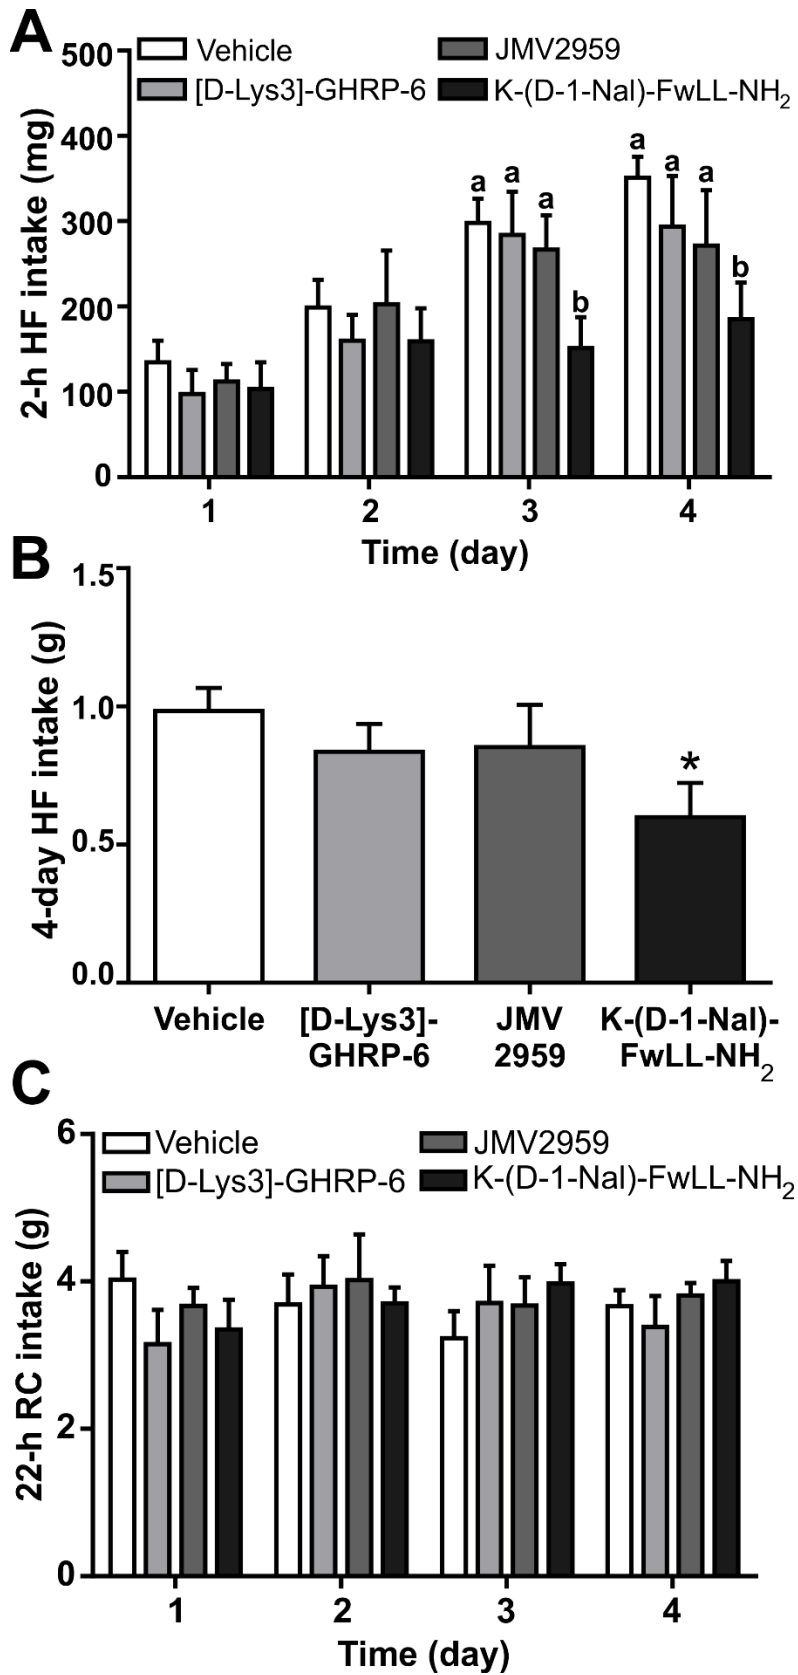 A
Vehicle
JMV2959
[D-Lys3]-GHRP-6
K-(D-1-Nal)-FwLL-NH2
2-h HF intake (mg)
500
400
300
200
100
0
a
a
a
b
a
a
a
b
1
2
3
4
Time (day)
B
4-day HF intake (g)
1.5
1.0
0.5
0.0
*
Vehicle
[D-Lys3]-
GHRP-6
JMV
2959
K-(D-1-Nal)-
FwLL-NH2
C
Vehicle
JMV2959
[D-Lys3]-GHRP-6
K-(D-1-Nal)-FwLL-NH2
22-h RC intake (g)
6
4
2
0
1
2
3
4
Time (day)